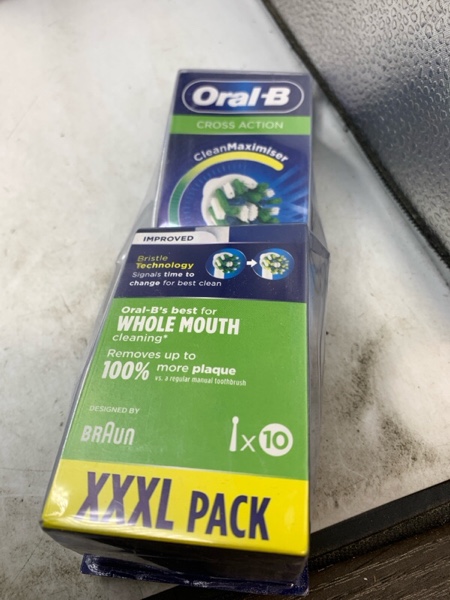 Oral-B
CROSS ACTION
CleanMaximiser
IMPROVED
Bristle
Technology
Signals time to
change for best clean
Oral-B's best for
WHOLE MOUTH
cleaning*
Removes up to
100% more plaque
vs. a regular manual toothbrush
DESIGNED BY
BRAUN
x10
XXXL PACK